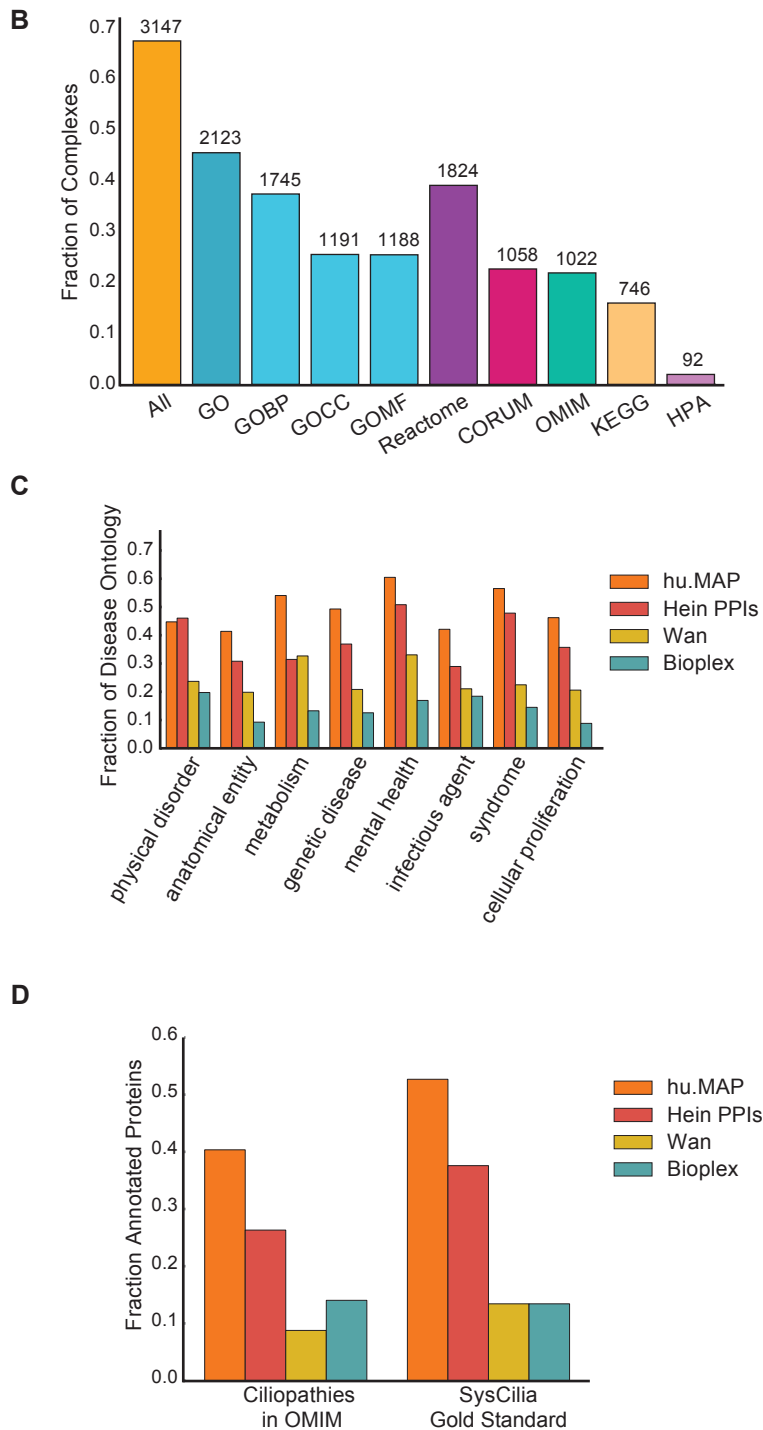 B
Fraction of Complexes
0.7
0.6
0.5
0.4
0.3
0.2
0.1
0.0
3147
2123
1745
1191
1188
1824
1058
1022
746
92
All
GO
GOBP
GOCC
GOMF
Reactome
CORUM
OMIM
KEGG
HPA
C
Fraction of Disease Ontology
0.7
0.6
0.5
0.4
0.3
0.2
0.1
0.0
physical disorder
anatomical entity
metabolism
genetic disease
mental health
infectious agent
syndrome
cellular proliferation
hu.MAP
Hein PPIs
Wan
Bioplex
D
Fraction Annotated Proteins
0.6
0.5
0.4
0.3
0.2
0.1
0.0
Ciliopathies
in OMIM
SysCilia
Gold Standard
hu.MAP
Hein PPIs
Wan
Bioplex